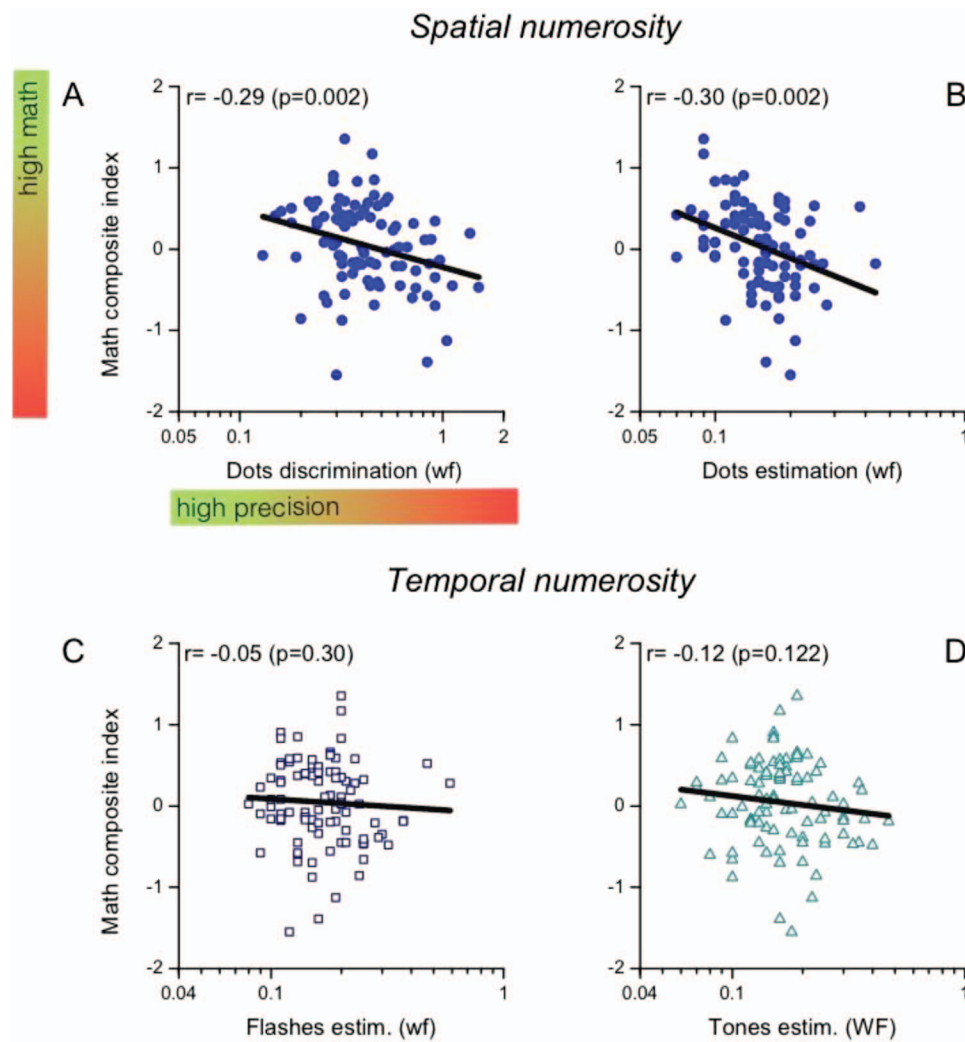 Spatial numerosity
high math
A
r= -0.29 (p=0.002)
2
1
0
-1
-2
Math composite index
0.05
0.1
1
2
Dots discrimination (wf)
high precision
B
r= -0.30 (p=0.002)
2
1
0
-1
-2
0.05
0.1
1
Dots estimation (wf)
Temporal numerosity
C
r= -0.05 (p=0.30)
2
1
0
-1
-2
Math composite index
0.04
0.1
1
Flashes estim. (wf)
D
r= -0.12 (p=0.122)
2
1
0
-1
-2
0.04
0.1
1
Tones estim. (WF)